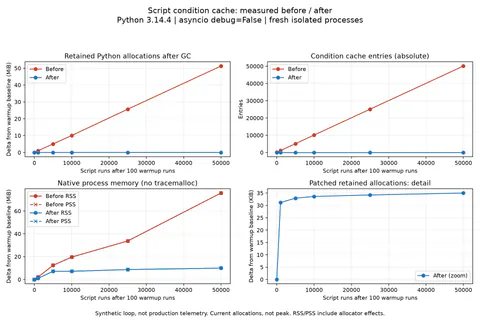 Script condition cache: measured before / after
Python 3.14.4 | asyncio debug=False | fresh isolated processes
Retained Python allocations after GC
Delta from warmup baseline (MiB)
50
40
30
20
10
0
Before
After
0
10000
20000
30000
40000
50000
Script runs after 100 warmup runs
Condition cache entries (absolute)
Entries
50000
40000
30000
20000
10000
0
Before
After
0
10000
20000
30000
40000
50000
Script runs after 100 warmup runs
Native process memory (no tracemalloc)
Delta from warmup baseline (MiB)
60
40
20
0
Before RSS
Before PSS
After RSS
After PSS
0
10000
20000
30000
40000
50000
Script runs after 100 warmup runs
Patched retained allocations: detail
Delta from warmup baseline (KiB)
35
30
25
20
15
10
5
0
After (zoom)
0
10000
20000
30000
40000
50000
Script runs after 100 warmup runs
Synthetic loop, not production telemetry. Current allocations, not peak. RSS/PSS include allocator effects.